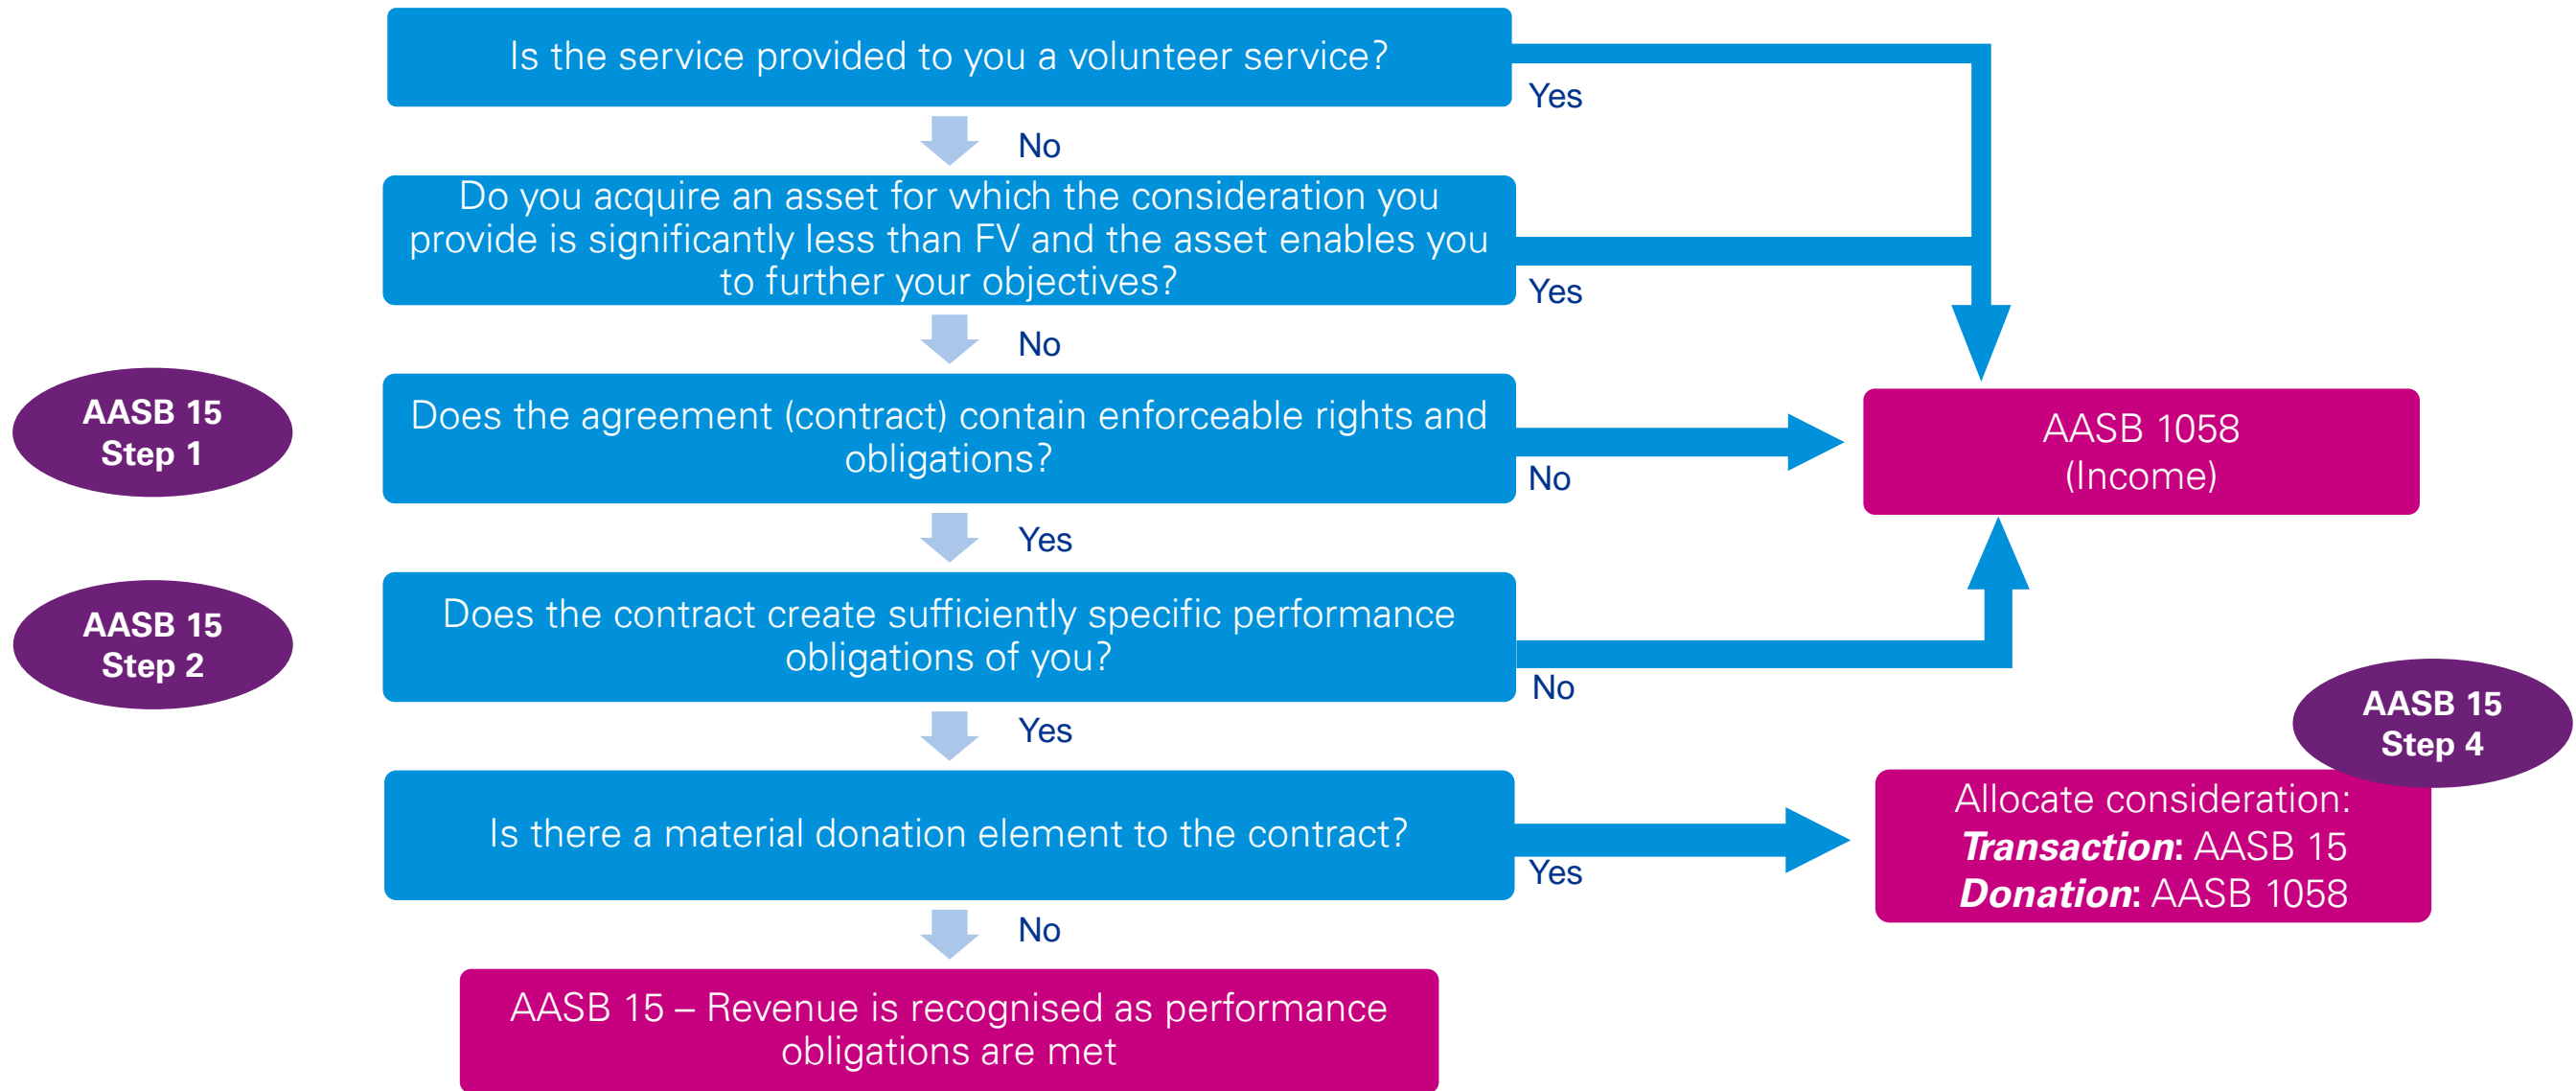 Is the service provided to you a volunteer service?
Yes
No
Do you acquire an asset for which the consideration you
provide is significantly less than FV and the asset enables you
to further your objectives?
Yes
No
AASB 15
Step 1
Does the agreement (contract) contain enforceable rights and
obligations?
No
AASB 1058
(Income)
Yes
AASB 15
Step 2
Does the contract create sufficiently specific performance
obligations of you?
No
Yes
AASB 15
Step 4
Is there a material donation element to the contract?
Yes
Allocate consideration:
Transaction: AASB 15
Donation: AASB 1058
No
AASB 15 – Revenue is recognised as performance
obligations are met